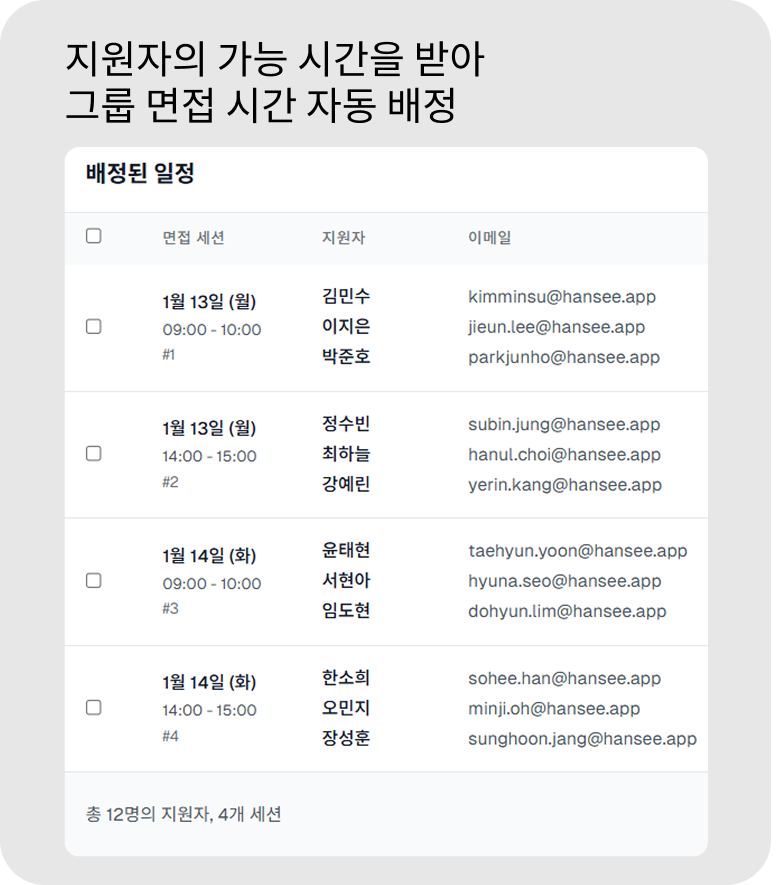 지원자의 가능 시간을 받아
그룹 면접 시간 자동 배정
배정된 일정
면접 세션 지원자 이메일
1월 13일 (월)
09:00 - 10:00
#1
김민수 kimminsu@hansee.app
이지은 jieun.lee@hansee.app
박준호 parkjunho@hansee.app
1월 13일 (월)
14:00 - 15:00
#2
정수빈 subin.jung@hansee.app
최하늘 hanul.choi@hansee.app
강예린 yerin.kang@hansee.app
1월 14일 (화)
09:00 - 10:00
#3
윤태현 taehyun.yoon@hansee.app
서현아 hyuna.seo@hansee.app
임도현 dohyun.lim@hansee.app
1월 14일 (화)
14:00 - 15:00
#4
한소희 sohee.han@hansee.app
오민지 minji.oh@hansee.app
장성훈 sunghoon.jang@hansee.app
총 12명의 지원자, 4개 세션